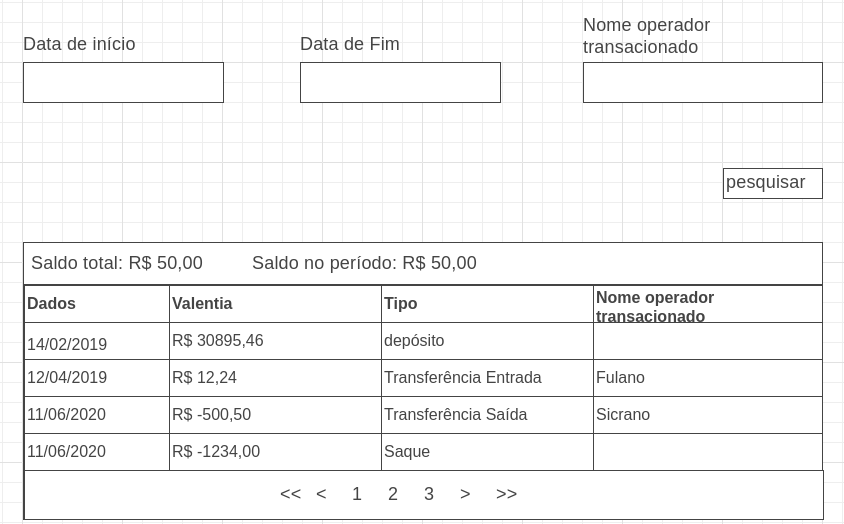 Data de início
Data de Fim
Nome operador
transacionado
pesquisar
Saldo total: R$ 50,00 Saldo no período: R$ 50,00
Dados Valentia Tipo Nome operador
transacionado
14/02/2019 R$ 30895,46 depósito
12/04/2019 R$ 12,24 Transferência Entrada Fulano
11/06/2020 R$ -500,50 Transferência Saída Sicrano
11/06/2020 R$ -1234,00 Saque
<< < 1 2 3 > >>